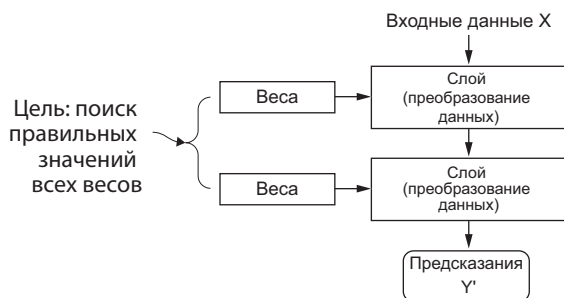 Входные данные X
Слой
(преобразование
данных)
Веса
Цель: поиск
правильных
значений
всех весов
Веса
Слой
(преобразование
данных)
Предсказания
Y'